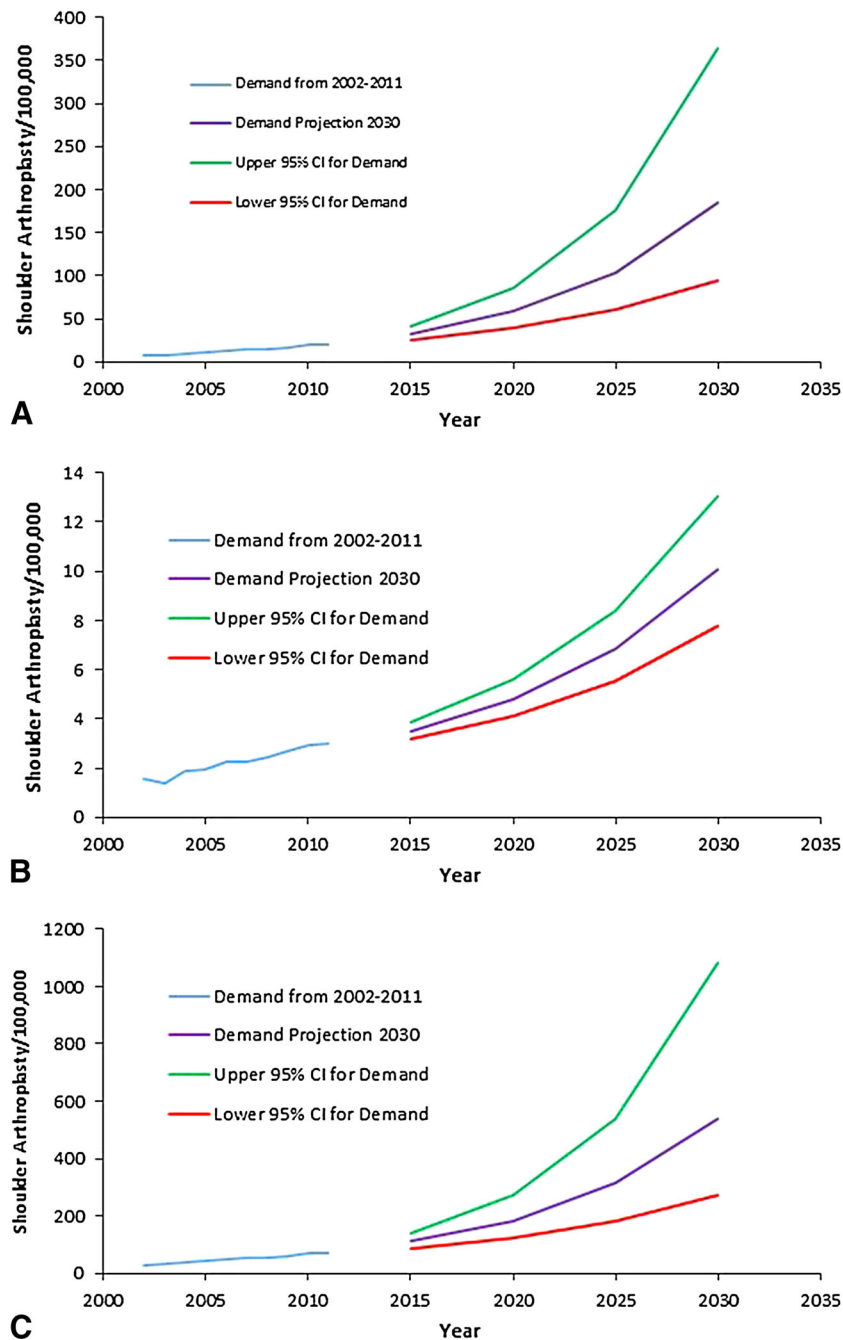 400
350
300
250
200
150
100
50
0
Shoulder Arthroplasty/100,000
Demand from 2002-2011
Demand Projection 2030
Upper 95% CI for Demand
Lower 95% CI for Demand
2000 2005 2010 2015 2020 2025 2030 2035
Year
A
14
12
10
8
6
4
2
0
Shoulder Arthroplasty/100,000
Demand from 2002-2011
Demand Projection 2030
Upper 95% CI for Demand
Lower 95% CI for Demand
2000 2005 2010 2015 2020 2025 2030 2035
Year
B
1200
1000
800
600
400
200
0
Shoulder Arthroplasty/100,000
Demand from 2002-2011
Demand Projection 2030
Upper 95% CI for Demand
Lower 95% CI for Demand
2000 2005 2010 2015 2020 2025 2030 2035
Year
C